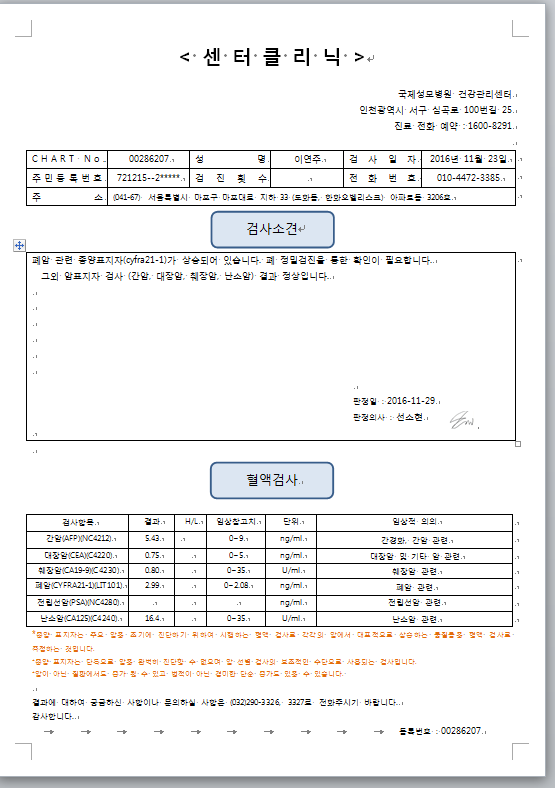 < 센 터 클 리 닉 >
국제성모병원 건강관리센터
인천광역시 서구 심곡로 100번길 25
진료 전화 예약 : 1600-8291
CHART No 00286207 성 명 이연주 검 사 일 자 2016년 11월 23일
주민등록번호 721215--2***** 검 진 횟 수 전 화 번 호 010-4472-3385
주 소 (041-67) 서울특별시 마포구 마포대로 지하 33 (도화동, 한화오벨리스크) 아파트동 3206호
검사소견
폐암 관련 종양표지자(cyfra21-1)가 상승되어 있습니다. 폐 정밀검진을 통한 확인이 필요합니다.
그외 암표지자 검사 (간암, 대장암, 췌장암, 난소암) 결과 정상입니다.
판정일 : 2016-11-29
판정의사 : 선소현
혈액검사
검사항목 결과 H/L 임상참고치 단위 임상적 의의
간암(AFP)(NC4212) 5.43 0~9 ng/ml 간경화, 간암 관련
대장암(CEA)(C4220) 0.75 0~5 ng/ml 대장암 및 기타 암 관련
췌장암(CA19-9)(C4230) 0.80 0~35 U/ml 췌장암 관련
폐암(CYFRA21-1)(LIT101) 2.99 0~2.08 ng/ml 폐암 관련
전립선암(PSA)(NC4280) ng/ml 전립선암 관련
난소암(CA125)(C4240) 16.4 0~35 U/ml 난소암 관련
*종양 표지자는 주요 암을 조기에 진단하기 위하여 시행하는 혈액 검사로 각각의 암에서 대표적으로 상승하는 물질들을 혈액 검사로
측정하는 것입니다.
*종양 표지자는 단독으로 암을 완벽히 진단할 수 없으며 암 선별 검사의 보조적인 수단으로 사용되는 검사입니다.
*암이 아닌 질환에서도 증가 될 수 있고 병적이 아닌 경미한 단순 증가도 있을 수 있습니다.
결과에 대하여 궁금하신 사항이나 문의하실 사항은 (032)290-3326, 3327로 전화주시기 바랍니다.
감사합니다.
등록번호 : 00286207